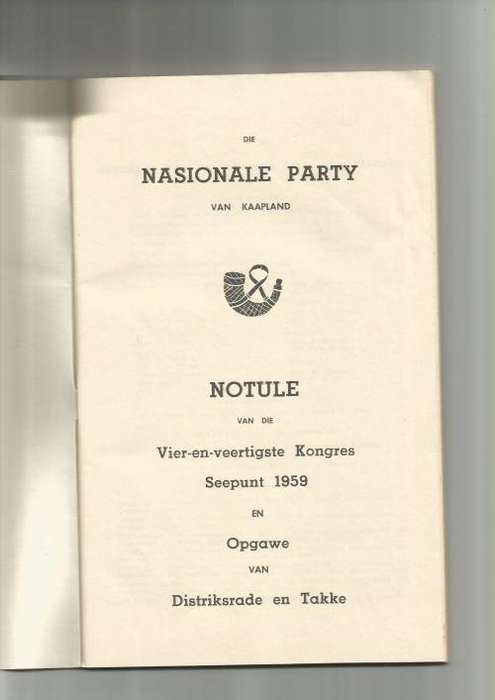 DIE
NASIONALE PARTY
VAN KAAPLAND
NOTULE
VAN DIE
Vier-en-veertigste Kongres
Seepunt 1959
EN
Opgawe
VAN
Distriksrade en Takke